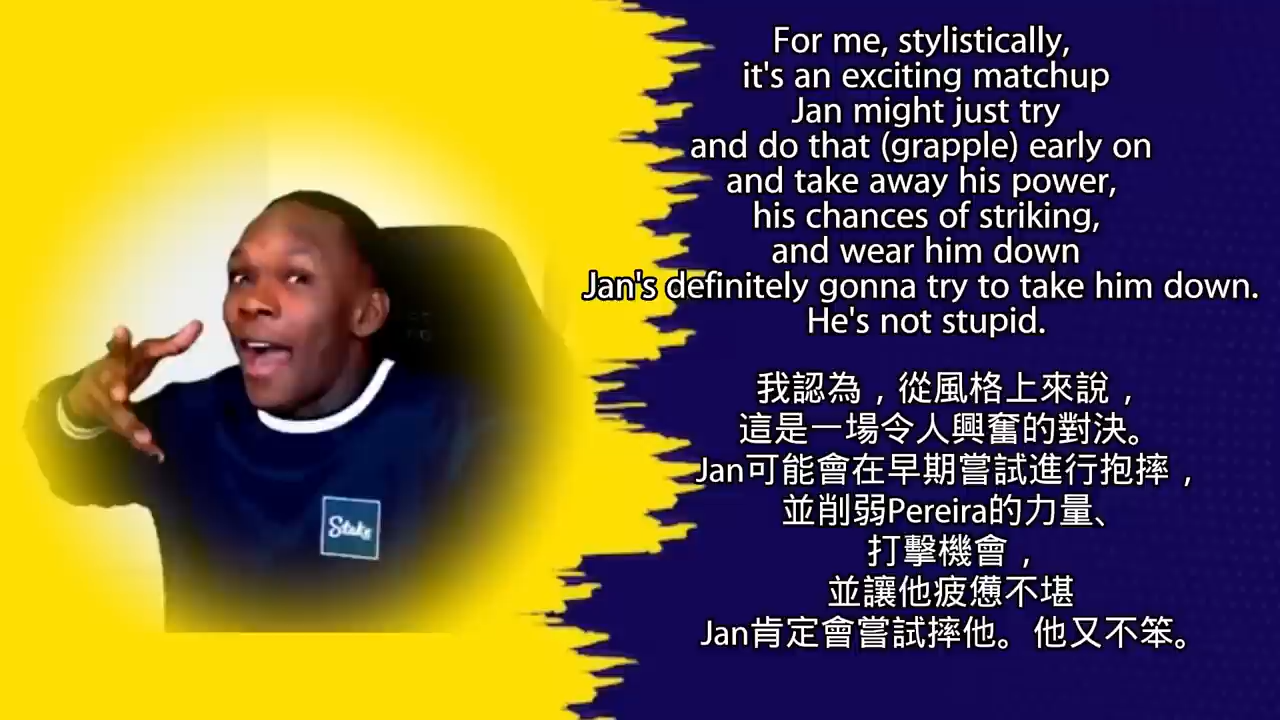 For me, stylistically,
it's an exciting matchup
Jan might just try
and do that (grapple) early on
and take away his power,
his chances of striking,
and wear him down
Jan's definitely gonna try to take him down.
He's not stupid.
我認為，從風格上來說，
這是一場令人興奮的對決。
Jan可能會在早期嘗試進行抱摔，
並削弱Pereira的力量、
打擊機會，
並讓他疲憊不堪
Jan肯定會嘗試摔他。他又不笨。
Stake